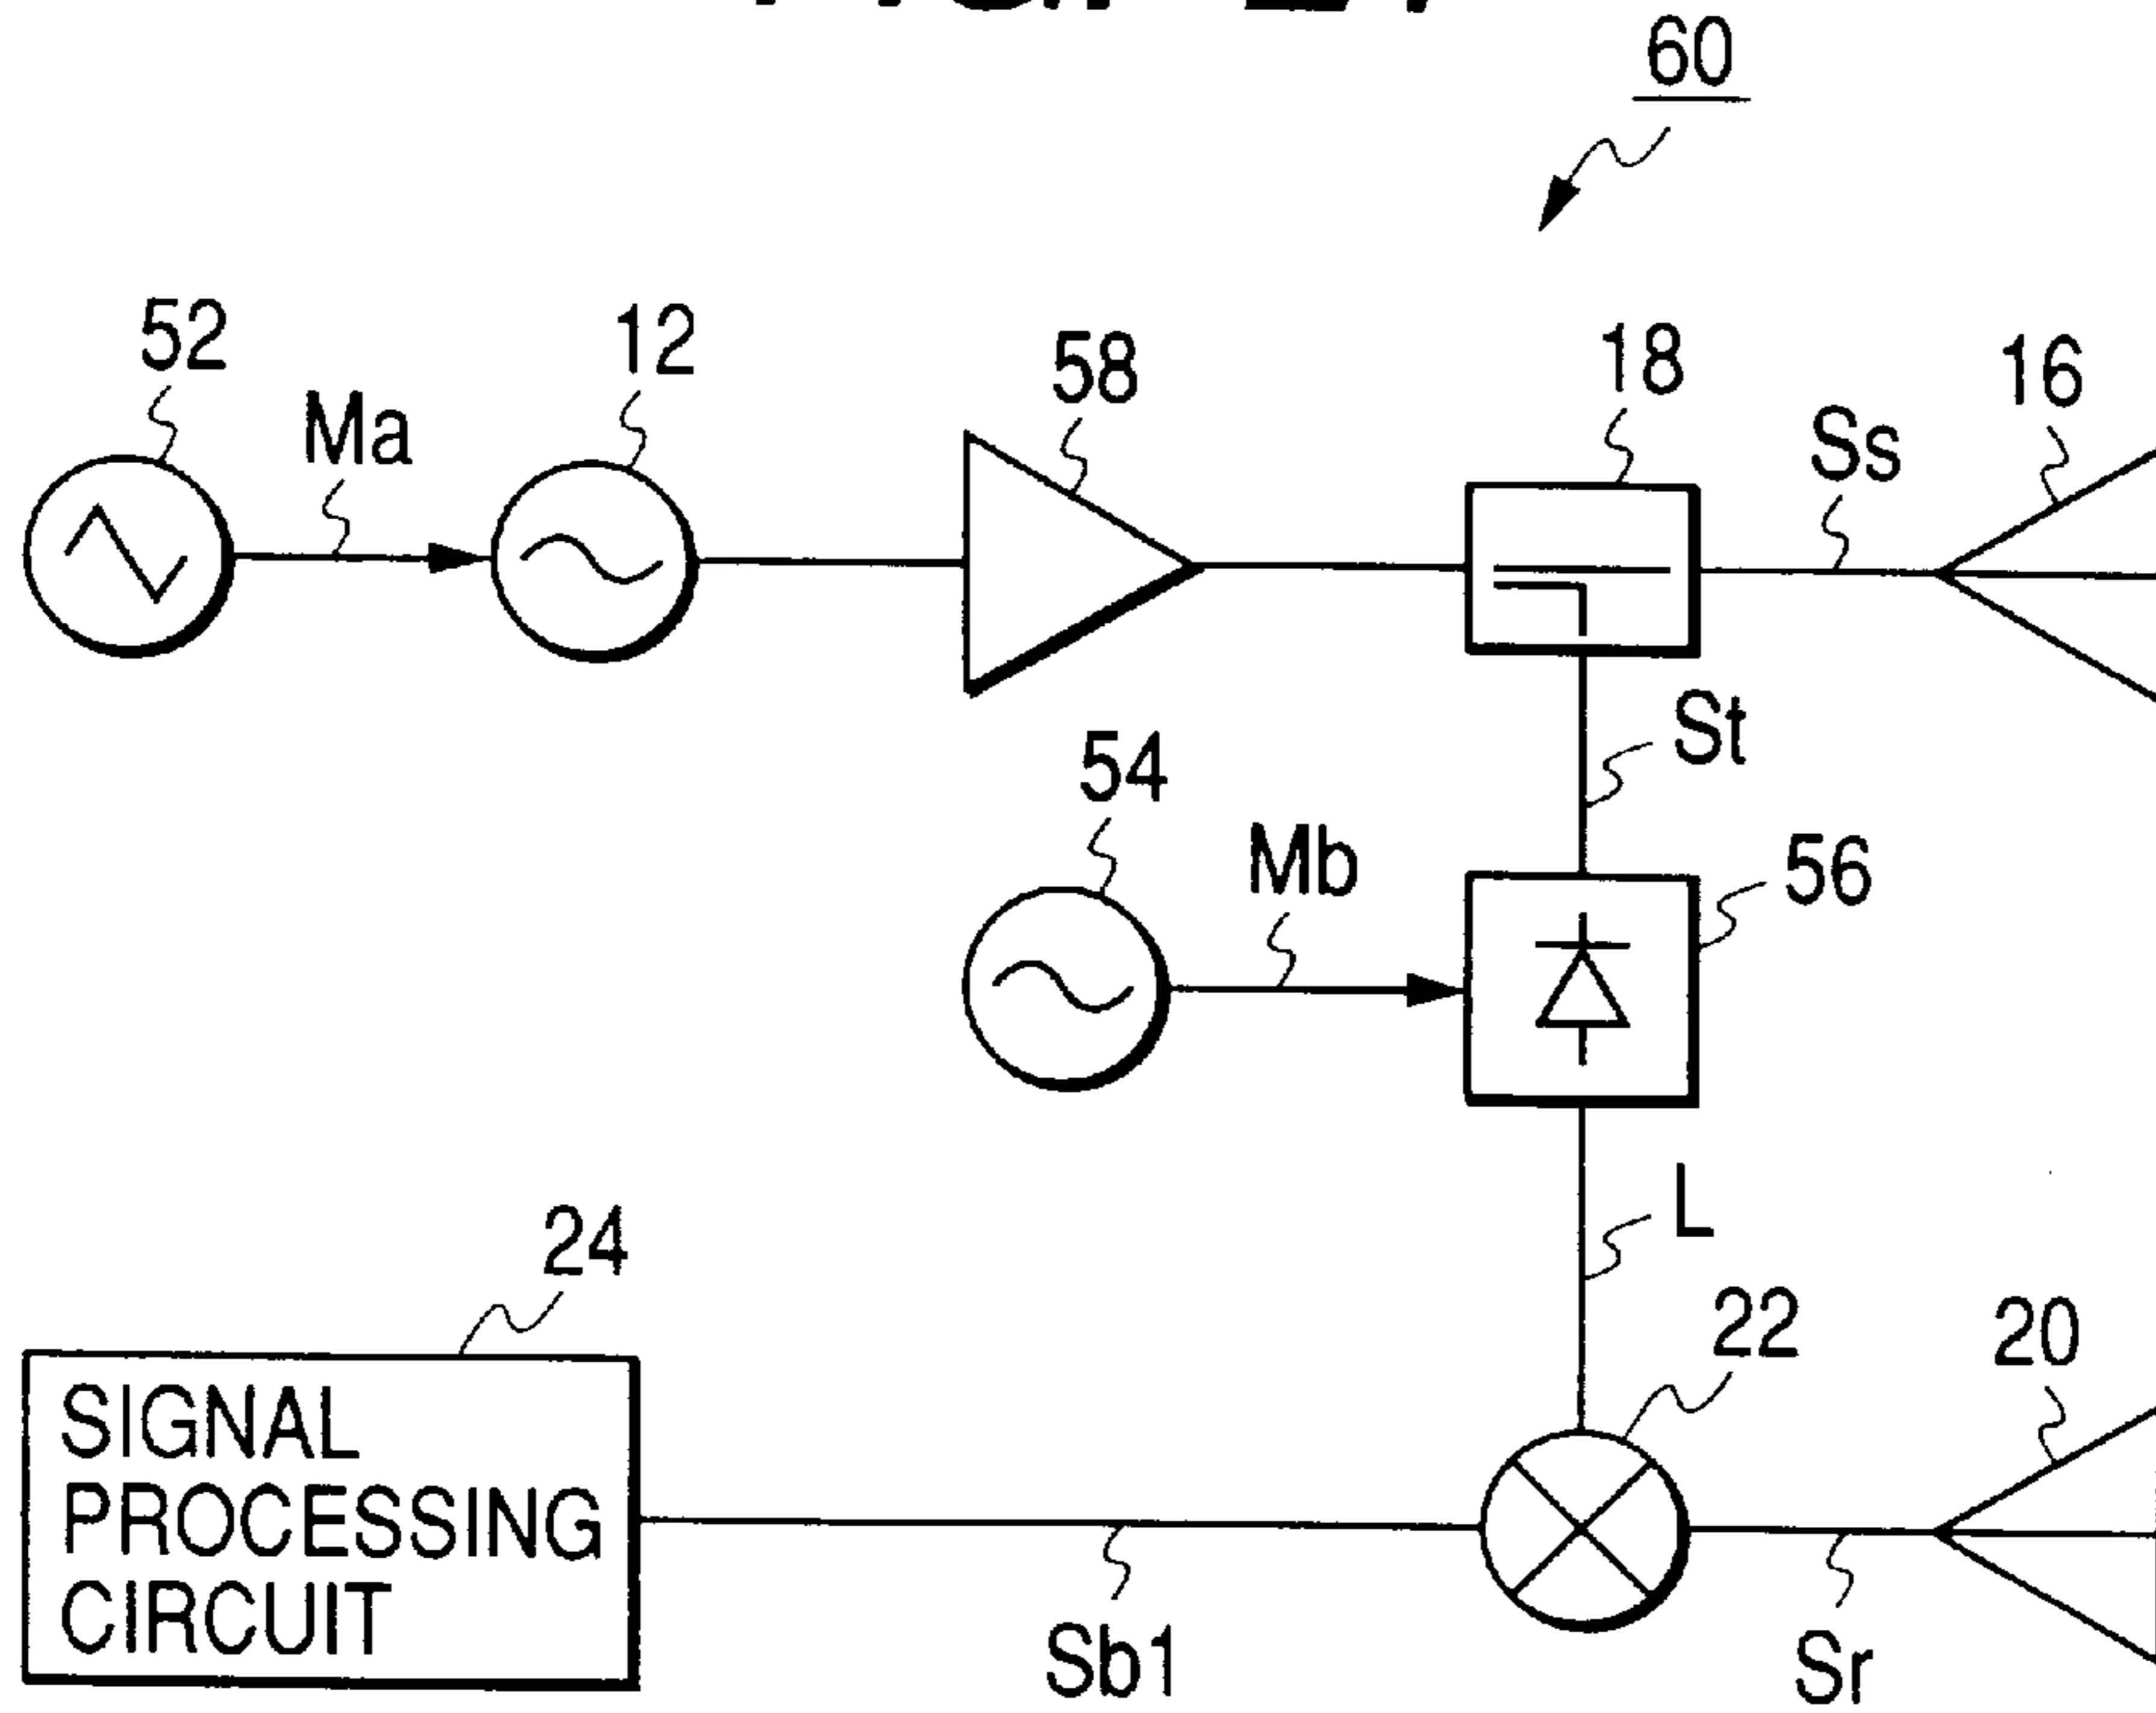 60
52
Ma
12
58
18
Ss
16
St
54
Mb
56
L
24
22
20
SIGNAL
PROCESSING
CIRCUIT
Sb1
Sr